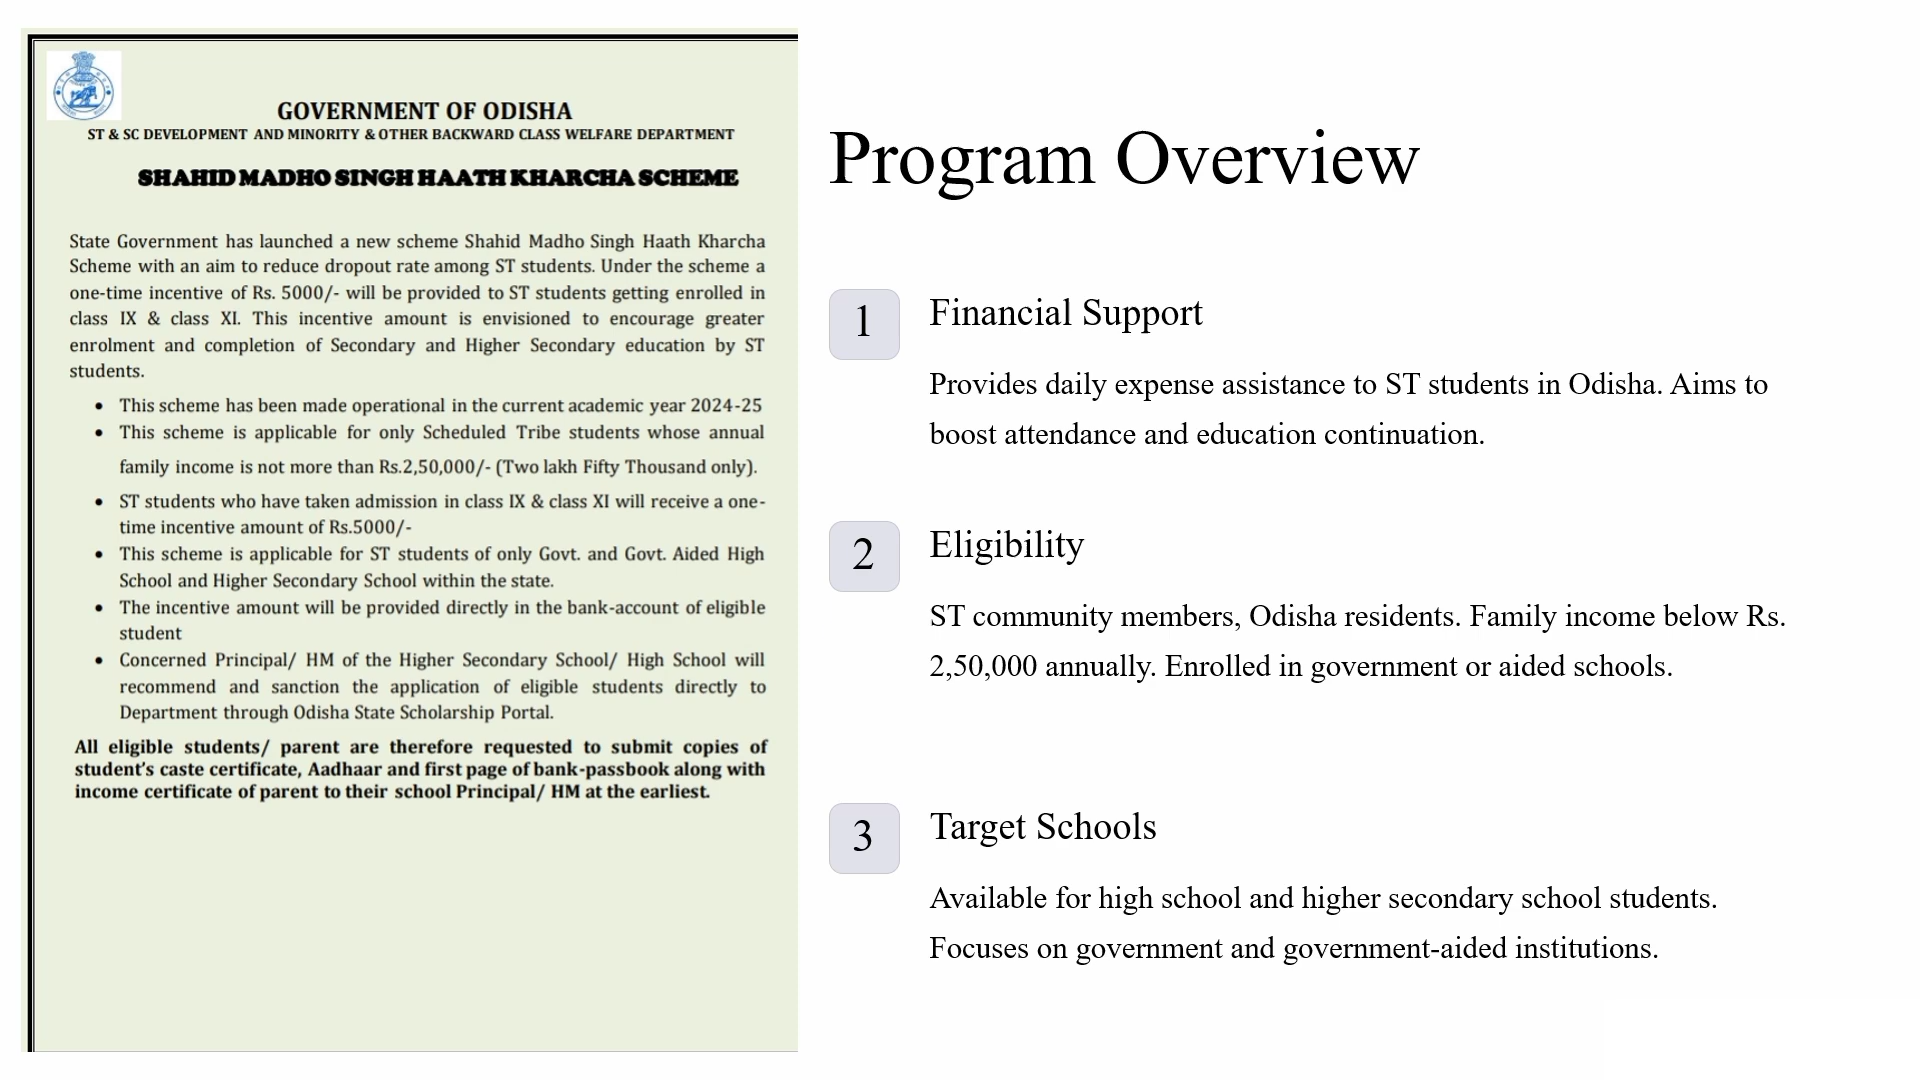 GOVERNMENT OF ODISHA
ST & SC DEVELOPMENT AND MINORITY & OTHER BACKWARD CLASS WELFARE DEPARTMENT
SHAHID MADHO SINGH HAATH KHARCHA SCHEME
State Government has launched a new scheme Shahid Madho Singh Haath Kharcha
Scheme with an aim to reduce dropout rate among ST students. Under the scheme a
one-time incentive of Rs. 5000/- will be provided to ST students getting enrolled in
class IX & class XI. This incentive amount is envisioned to encourage greater
enrolment and completion of Secondary and Higher Secondary education by ST
students.
• This scheme has been made operational in the current academic year 2024-25
• This scheme is applicable for only Scheduled Tribe students whose annual
family income is not more than Rs.2,50,000/- (Two lakh Fifty Thousand only).
• ST students who have taken admission in class IX & class XI will receive a one-
time incentive amount of Rs.5000/-
• This scheme is applicable for ST students of only Govt. and Govt. Aided High
School and Higher Secondary School within the state.
• The incentive amount will be provided directly in the bank-account of eligible
student
• Concerned Principal/ HM of the Higher Secondary School/ High School will
recommend and sanction the application of eligible students directly to
Department through Odisha State Scholarship Portal.
All eligible students/ parent are therefore requested to submit copies of
student's caste certificate, Aadhaar and first page of bank-passbook along with
income certificate of parent to their school Principal/ HM at the earliest.
Program Overview
1 Financial Support
Provides daily expense assistance to ST students in Odisha. Aims to
boost attendance and education continuation.
2 Eligibility
ST community members, Odisha residents. Family income below Rs.
2,50,000 annually. Enrolled in government or aided schools.
3 Target Schools
Available for high school and higher secondary school students.
Focuses on government and government-aided institutions.